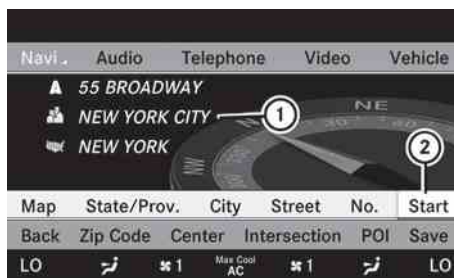 Navi Audio Telephone Video Vehicle
55 BROADWAY
NEW YORK CITY 1
NE
NEW YORK
2
Map State/Prov. City Street No. Start
Back Zip Code Center Intersection POI Save
LO 1 Max Cool AC 1 LO